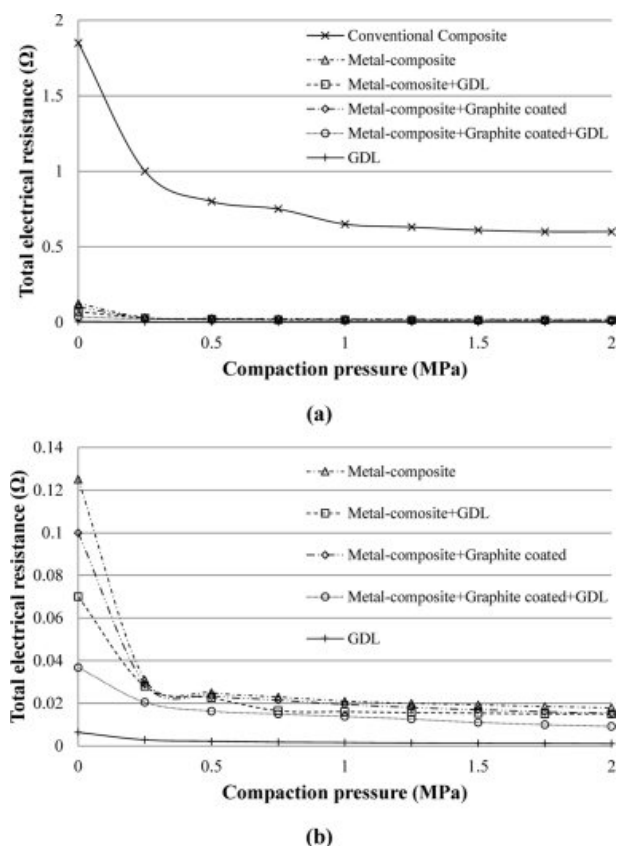 2
1.5
1
0.5
0
Total electrical resistance (Ω)
Conventional Composite
Metal-composite
Metal-comosite+GDL
Metal-composite+Graphite coated
Metal-composite+Graphite coated+GDL
GDL
0 0.5 1 1.5 2
Compaction pressure (MPa)
(a)
0.14
0.12
0.1
0.08
0.06
0.04
0.02
0
Total electrical resistance (Ω)
Metal-composite
Metal-comosite+GDL
Metal-composite+Graphite coated
Metal-composite+Graphite coated+GDL
GDL
0 0.5 1 1.5 2
Compaction pressure (MPa)
(b)